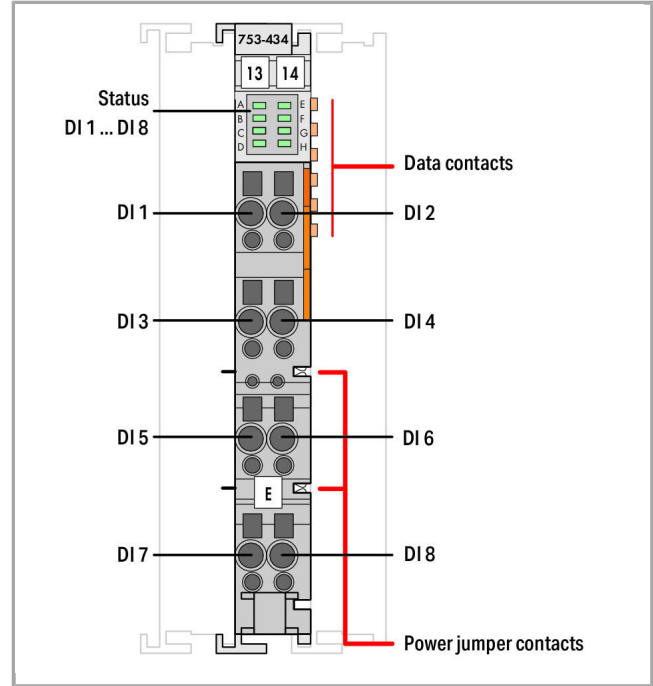 753-434
13 14
Status
DI 1 ... DI 8
A E
B F
C G
D H
Data contacts
DI 1 DI 2
DI 3 DI 4
DI 5 DI 6
E
DI 7 DI 8
Power jumper contacts